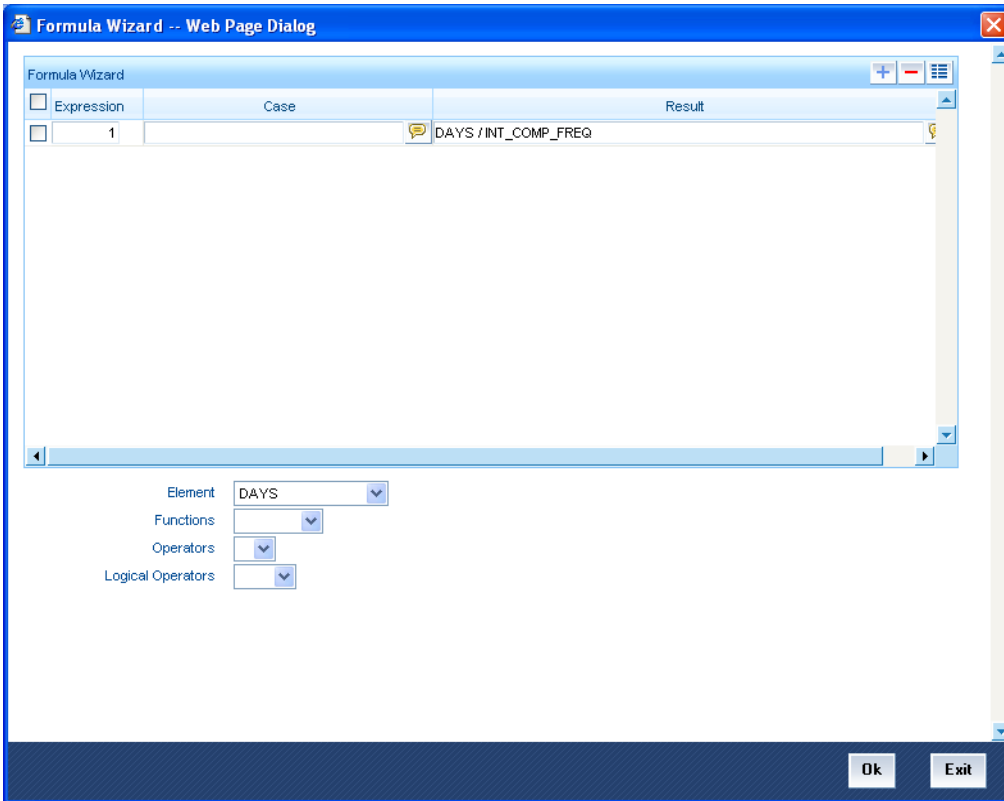 Formula Wizard -- Web Page Dialog
Formula Wizard
Expression Case Result
1 DAYS / INT_COMP_FREQ
Element DAYS
Functions
Operators
Logical Operators
Ok Exit